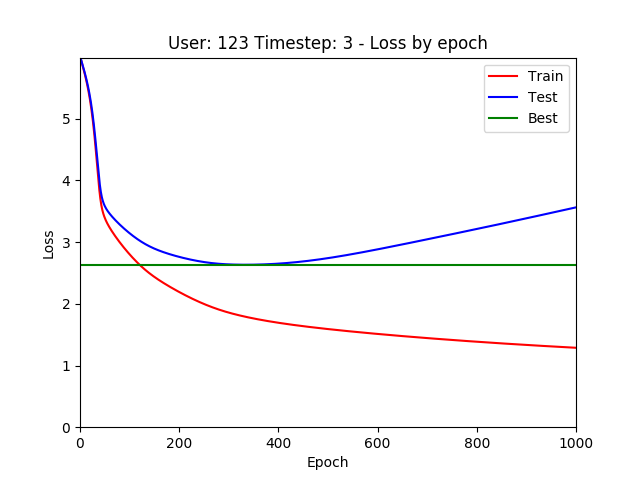 User: 123 Timestep: 3 - Loss by epoch
Train
Test
Best
5
4
3
2
1
0
Loss
0 200 400 600 800 1000
Epoch